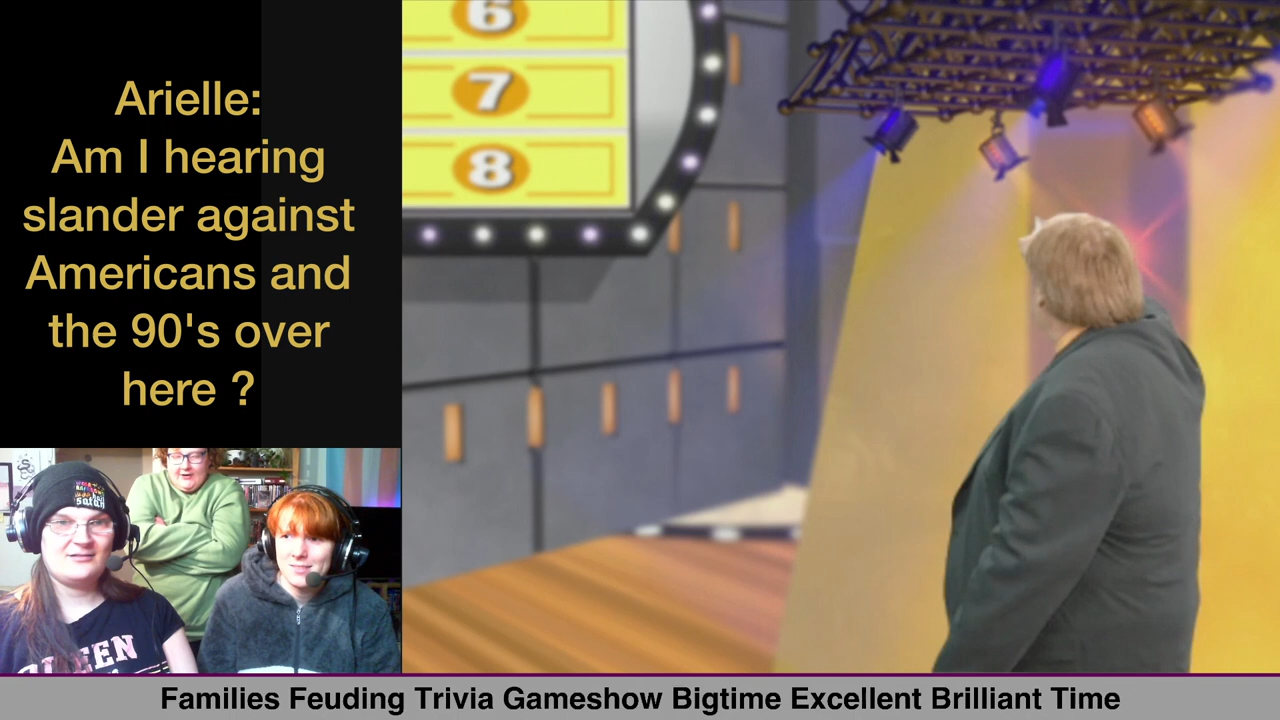 Arielle:
Am I hearing
slander against
Americans and
the 90's over
here ?
6
7
8
Families Feuding Trivia Gameshow Bigtime Excellent Brilliant Time